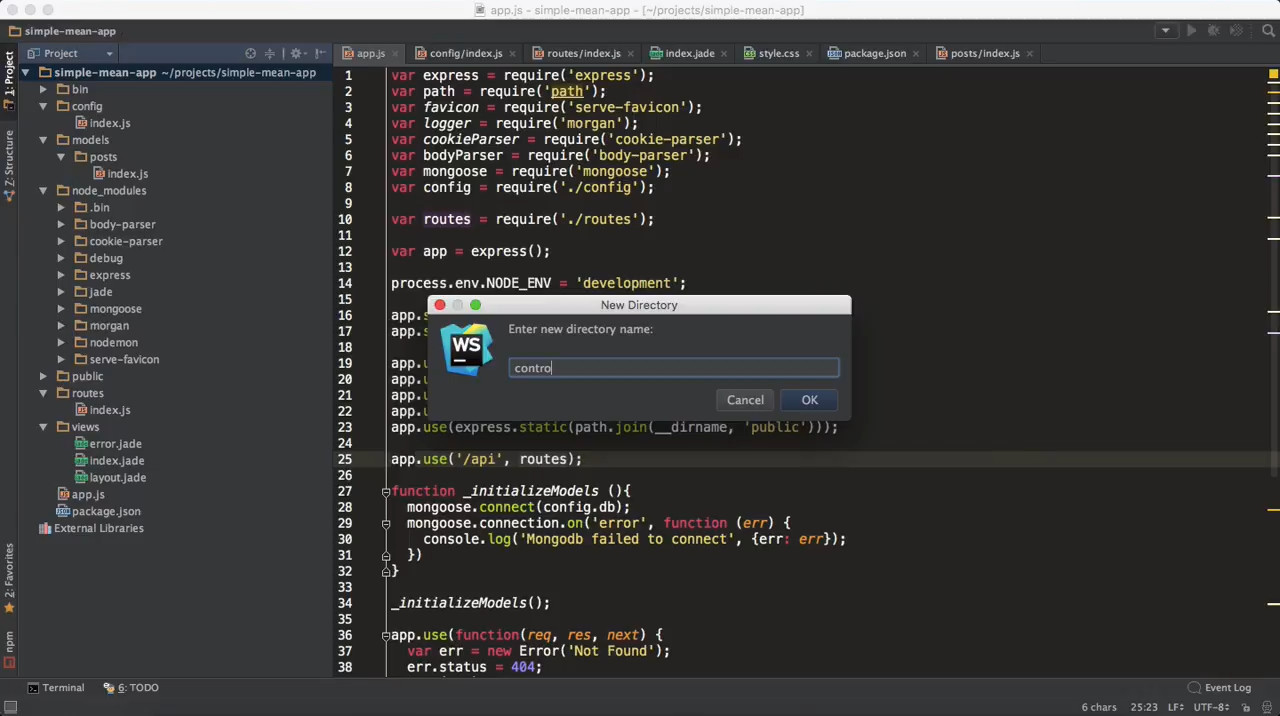 app.js - simple-mean-app - [~/projects/simple-mean-app]
simple-mean-app
Project
app.js
config/index.js
routes/index.js
index.jade
style.css
package.json
posts/index.js
1: Project
Z: Structure
2: Favorites
npm
simple-mean-app ~/projects/simple-mean-app
bin
config
index.js
models
posts
index.js
node_modules
.bin
body-parser
cookie-parser
debug
express
jade
mongoose
morgan
nodemon
serve-favicon
public
routes
index.js
views
error.jade
index.jade
layout.jade
app.js
package.json
External Libraries
1 var express = require('express');
2 var path = require('path');
3 var favicon = require('serve-favicon');
4 var logger = require('morgan');
5 var cookieParser = require('cookie-parser');
6 var bodyParser = require('body-parser');
7 var mongoose = require('mongoose');
8 var config = require('./config');
9
10 var routes = require('./routes');
11
12 var app = express();
13
14 process.env.NODE_ENV = 'development';
15
16 app.s
17 app.s
18
19 app.u
20 app.u
21 app.u
22 app.u
23 app.use(express.static(path.join(__dirname, 'public')));
24
25 app.use('/api', routes);
26
27 function _initializeModels (){
28 mongoose.connect(config.db);
29 mongoose.connection.on('error', function (err) {
30 console.log('Mongodb failed to connect', {err: err});
31 })
32 }
33
34 _initializeModels();
35
36 app.use(function(req, res, next) {
37 var err = new Error('Not Found');
38 err.status = 404;
New Directory
WS
Enter new directory name:
contro
Cancel
OK
Terminal
6: TODO
Event Log
6 chars
25:23
LF
UTF-8